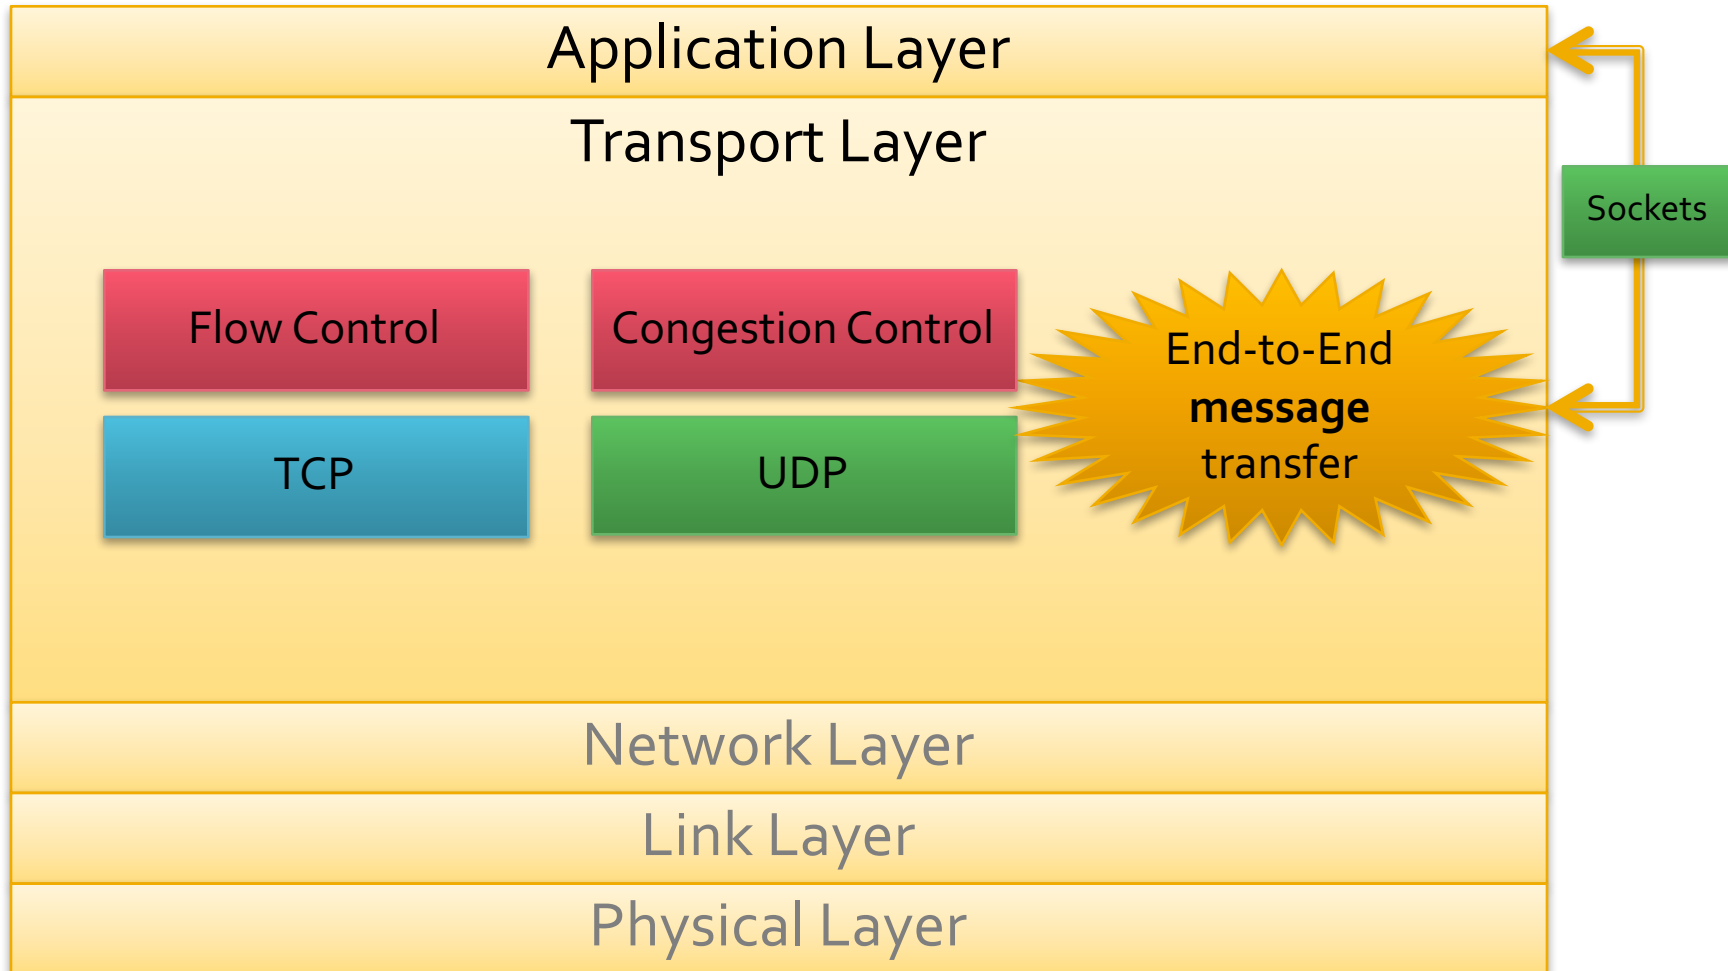 Application Layer
Transport Layer
Sockets
Flow Control
Congestion Control
End-to-End
message
transfer
TCP
UDP
Network Layer
Link Layer
Physical Layer